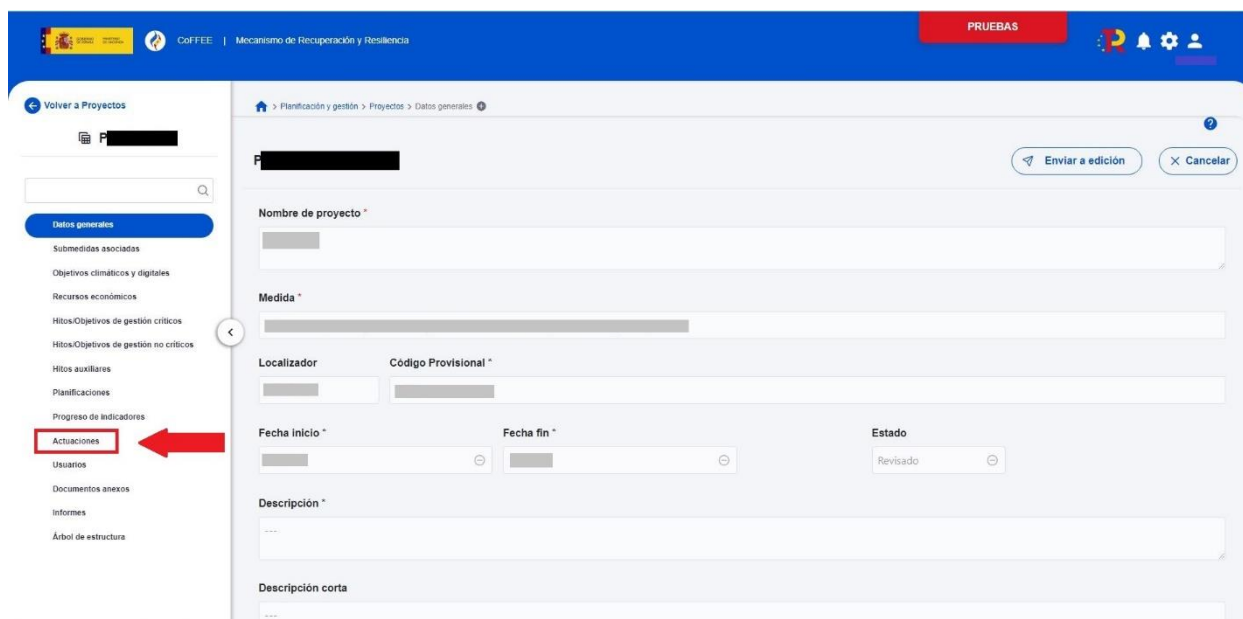 PRUEBAS
CoFFEE | Mecanismo de Recuperación y Resiliencia
Volver a Proyectos
> Planificación y gestión > Proyectos > Datos generales
P
P
Enviar a edición
Cancelar
Datos generales
Submedidas asociadas
Objetivos climáticos y digitales
Recursos económicos
Hitos/Objetivos de gestión críticos
Hitos/Objetivos de gestión no críticos
Hitos auxiliares
Planificaciones
Progreso de indicadores
Actuaciones
Usuarios
Documentos anexos
Informes
Árbol de estructura
Nombre de proyecto *
Medida *
Localizador
Código Provisional *
Fecha inicio *
Fecha fin *
Estado
Revisado
Descripción *
---
Descripción corta
---